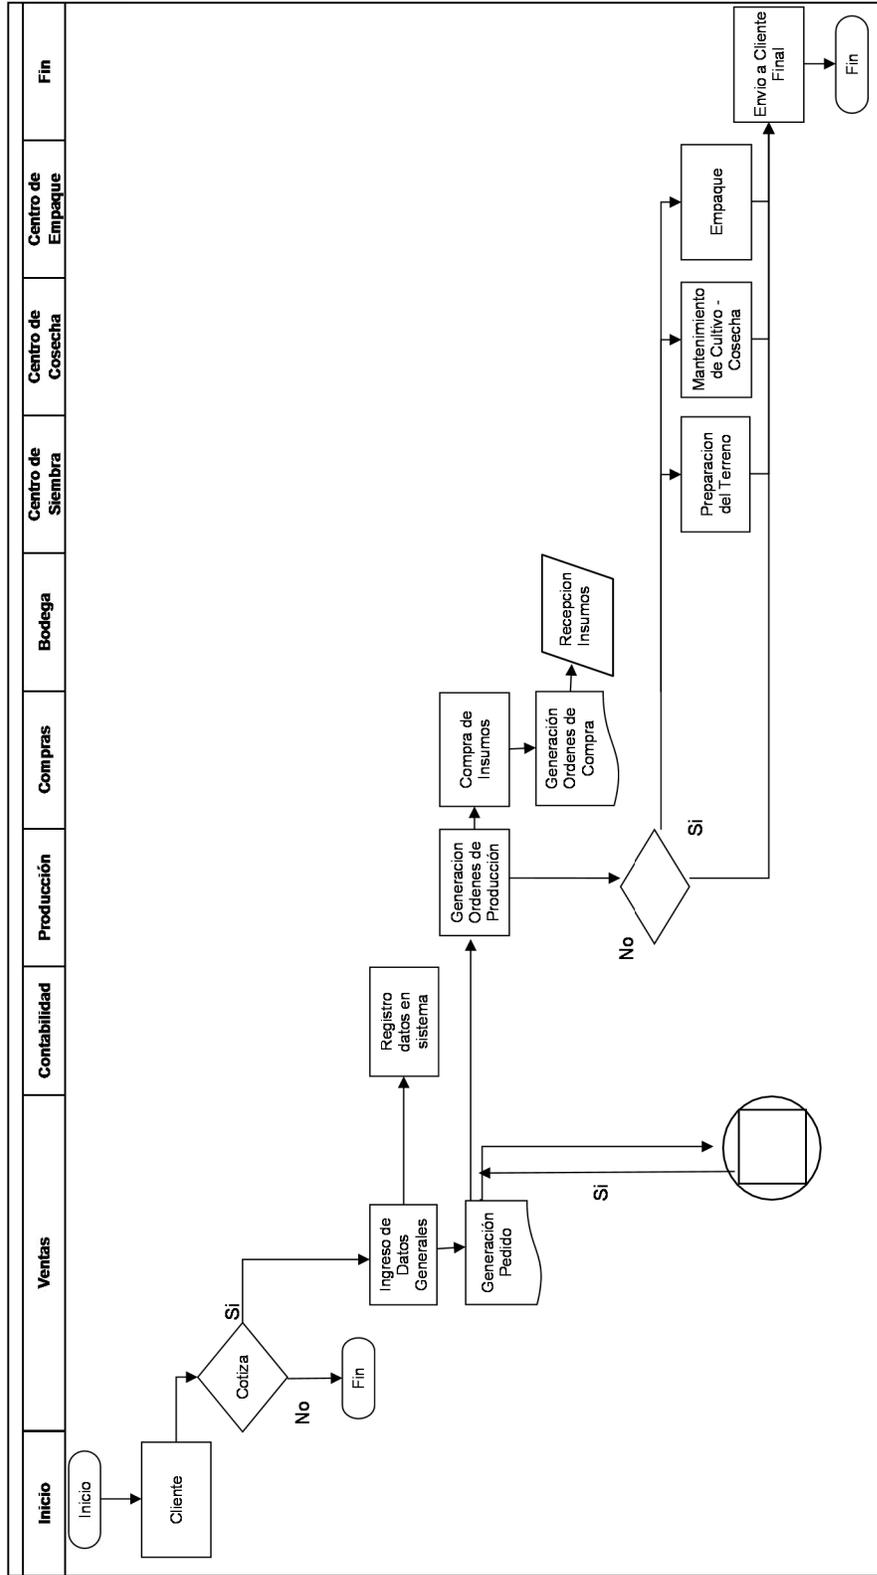 Inicio
Ventas
Contabilidad
Producción
Compras
Bodega
Centro de
Siembra
Centro de
Cosecha
Centro de
Empaque
Fin
Inicio
Cliente
Cotiza
Si
No
Fin
Ingreso de
Datos
Generales
Registro
datos en
sistema
Generación
Pedido
Si
Generacion
Ordenes de
Producción
Compra de
Insumos
Generación
Ordenes de
Compra
Recepcion
Insumos
No
Si
Preparacion
del Terreno
Mantenimiento
de Cultivo -
Cosecha
Empaque
Envio a Cliente
Final
Fin